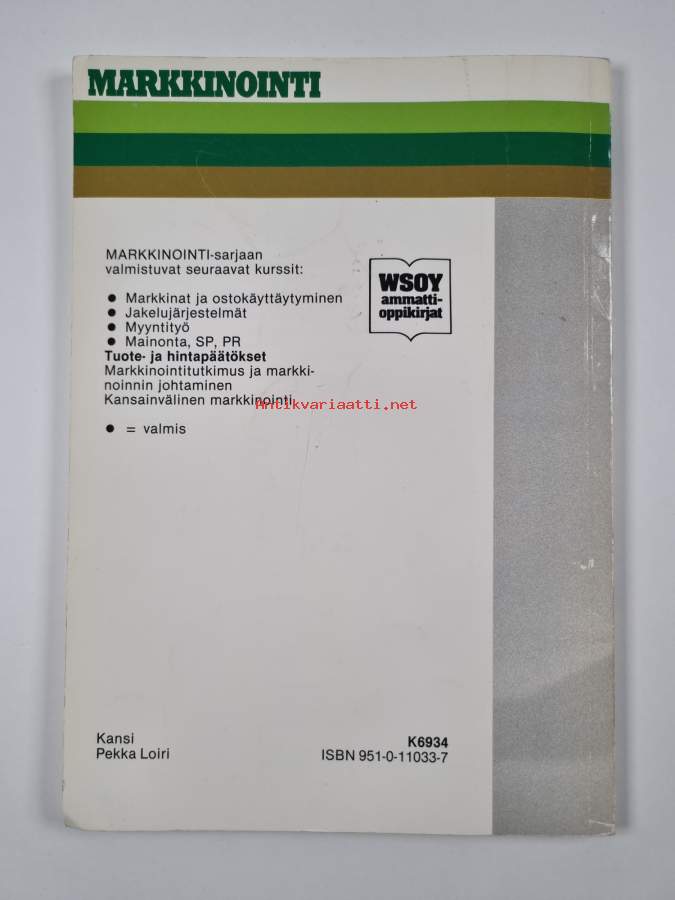 MARKKINOINTI
MARKKINOINTI-sarjaan
valmistuvat seuraavat kurssit:
● Markkinat ja ostokäyttäytyminen
● Jakelujärjestelmät
● Myyntityö
● Mainonta, SP, PR
Tuote- ja hintapäätökset
Markkinointitutkimus ja markki-
noinnin johtaminen
Kansainvälinen markkinointi
● = valmis
WSOY
ammatti-
oppikirjat
Antikvariaatti.net
Kansi
Pekka Loiri
K6934
ISBN 951-0-11033-7